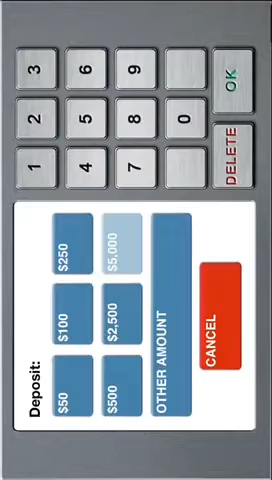 Deposit:
$50 $100 $250
$500 $2,500 $5,000
OTHER AMOUNT
CANCEL
1 2 3
4 5 6
7 8 9
0
DELETE OK